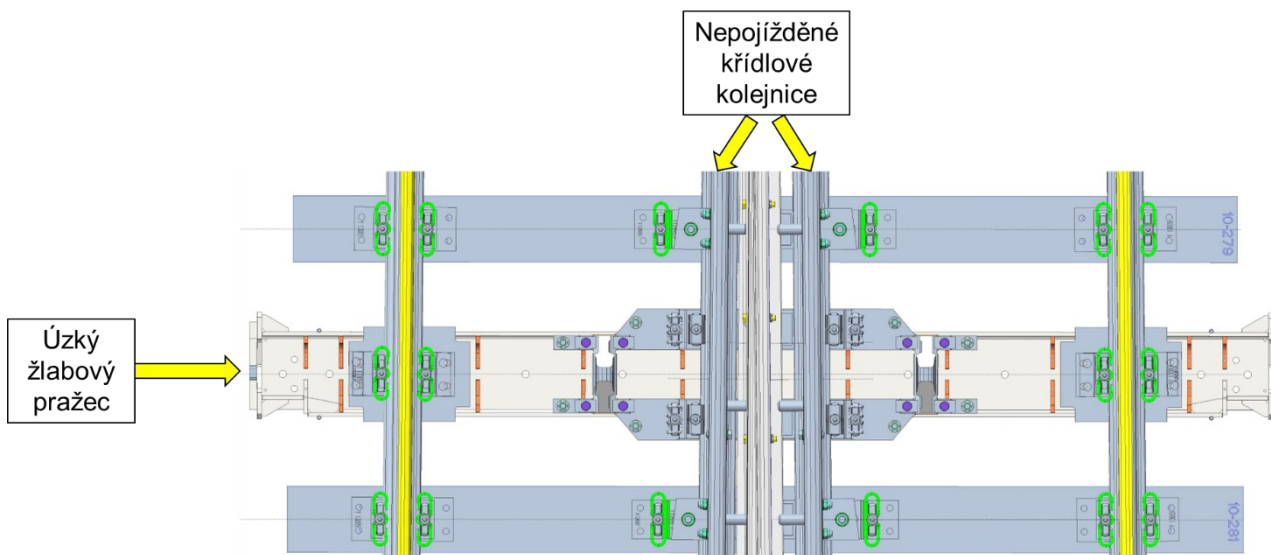 Nepojížděné
křídlové
kolejnice
10-279
Úzký
žlabový
pražec
10-281